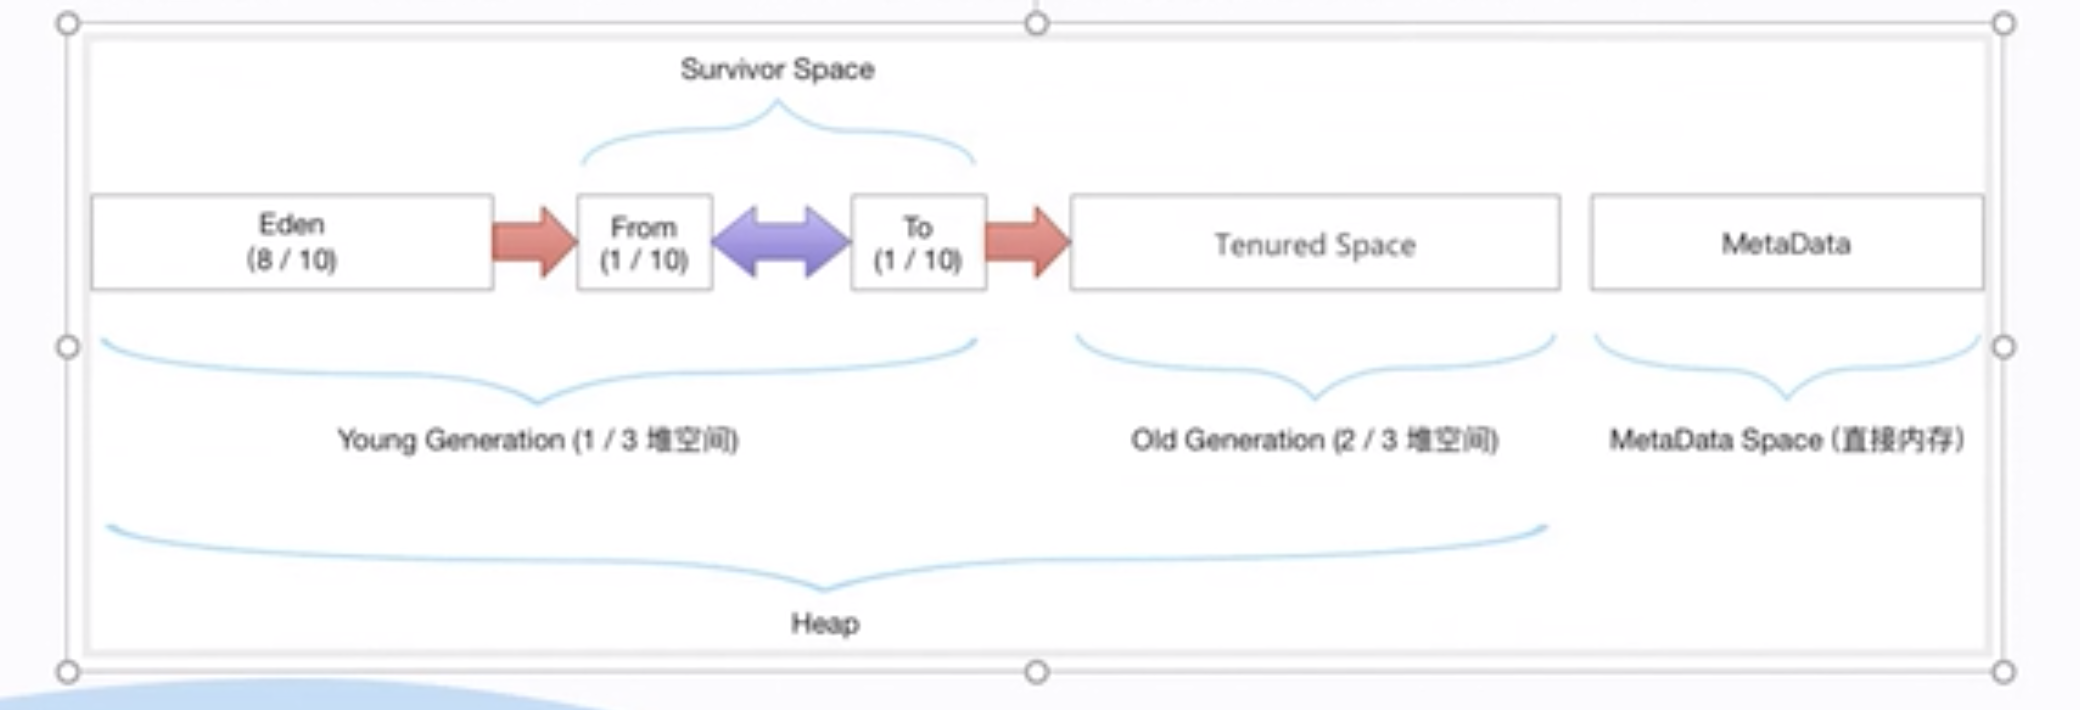 Survivor Space
Eden
(8 / 10)
From
(1 / 10)
To
(1 / 10)
Tenured Space
MetaData
Young Generation (1 / 3 堆空间)
Old Generation (2 / 3 堆空间)
MetaData Space (直接内存)
Heap